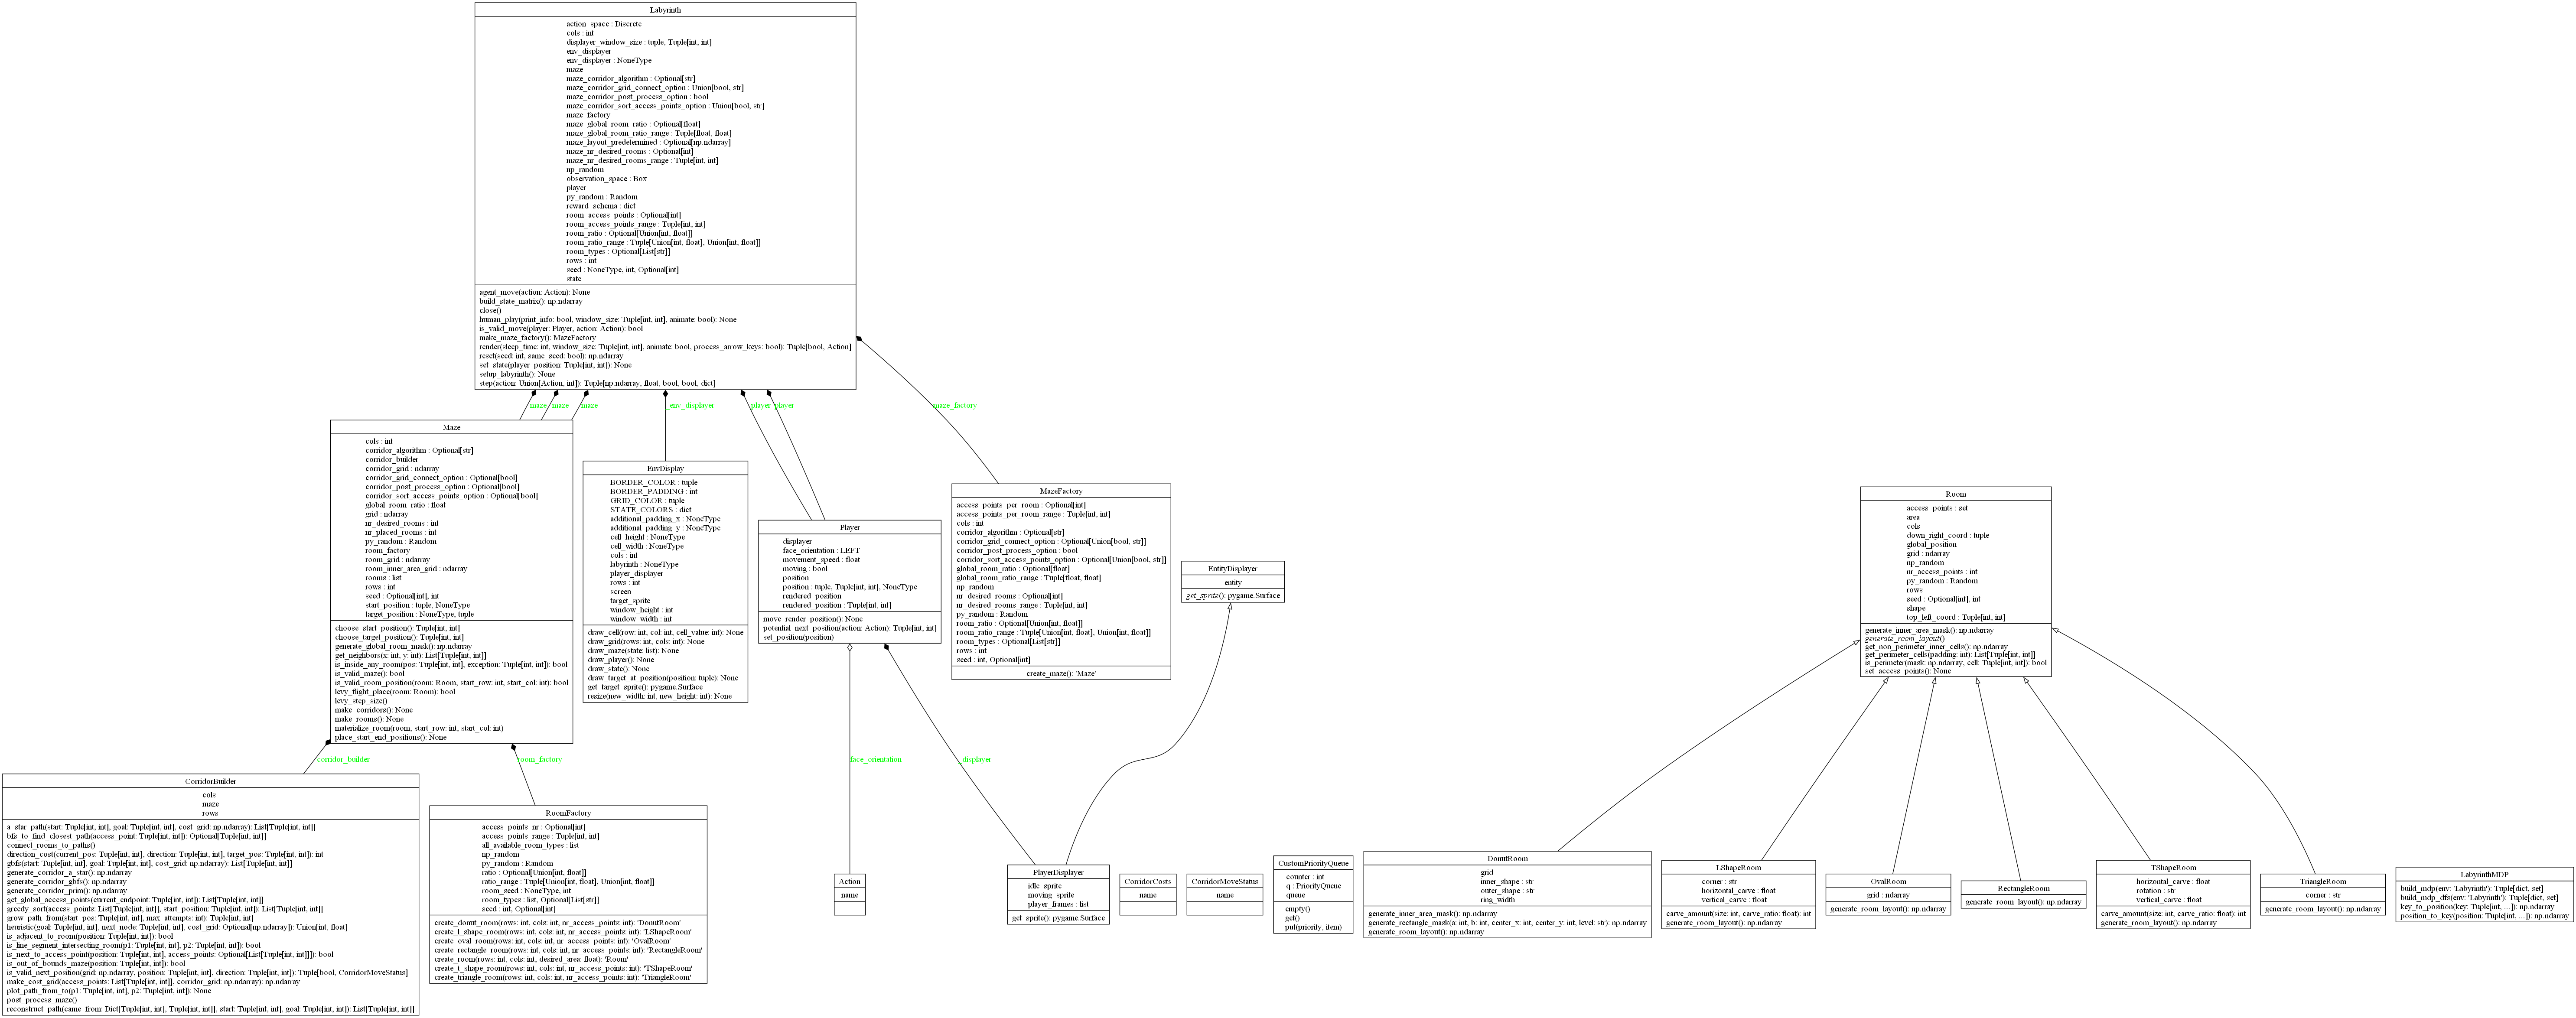 Labyrinth
action_space : Discrete
cols : int
displayer_window_size : tuple, Tuple[int, int]
env_displayer
env_displayer : NoneType
maze
maze_corridor_algorithm : Optional[str]
maze_corridor_grid_connect_option : Union[bool, str]
maze_corridor_post_process_option : bool
maze_corridor_sort_access_points_option : Union[bool, str]
maze_factory
maze_global_room_ratio : Optional[float]
maze_global_room_ratio_range : Tuple[float, float]
maze_layout_predetermined : Optional[np.ndarray]
maze_nr_desired_rooms : Optional[int]
maze_nr_desired_rooms_range : Tuple[int, int]
np_random
observation_space : Box
player
py_random : Random
reward_schema : dict
room_access_points : Optional[int]
room_access_points_range : Tuple[int, int]
room_ratio : Optional[Union[int, float]]
room_ratio_range : Tuple[Union[int, float], Union[int, float]]
room_types : Optional[List[str]]
rows : int
seed : NoneType, int, Optional[int]
state
agent_move(action: Action): None
build_state_matrix(): np.ndarray
close()
human_play(print_info: bool, window_size: Tuple[int, int], animate: bool): None
is_valid_move(player: Player, action: Action): bool
make_maze_factory(): MazeFactory
render(sleep_time: int, window_size: Tuple[int, int], animate: bool, process_arrow_keys: bool): Tuple[bool, Action]
reset(seed: int, same_seed: bool): np.ndarray
set_state(player_position: Tuple[int, int]): None
setup_labyrinth(): None
step(action: Union[Action, int]): Tuple[np.ndarray, float, bool, bool, dict]
maze
maze
maze
_env_displayer
player
player
maze_factory
Maze
cols : int
corridor_algorithm : Optional[str]
corridor_builder
corridor_grid : ndarray
corridor_grid_connect_option : Optional[bool]
corridor_post_process_option : Optional[bool]
corridor_sort_access_points_option : Optional[bool]
global_room_ratio : float
grid : ndarray
nr_desired_rooms : int
nr_placed_rooms : int
py_random : Random
room_factory
room_grid : ndarray
room_inner_area_grid : ndarray
rooms : list
rows : int
seed : Optional[int], int
start_position : tuple, NoneType
target_position : NoneType, tuple
choose_start_position(): Tuple[int, int]
choose_target_position(): Tuple[int, int]
generate_global_room_mask(): np.ndarray
get_neighbors(x: int, y: int): List[Tuple[int, int]]
is_inside_any_room(pos: Tuple[int, int], exception: Tuple[int, int]): bool
is_valid_maze(): bool
is_valid_room_position(room: Room, start_row: int, start_col: int): bool
levy_flight_place(room: Room): bool
levy_step_size()
make_corridors(): None
make_rooms(): None
materialize_room(room, start_row: int, start_col: int)
place_start_end_positions(): None
EnvDisplay
BORDER_COLOR : tuple
BORDER_PADDING : int
GRID_COLOR : tuple
STATE_COLORS : dict
additional_padding_x : NoneType
additional_padding_y : NoneType
cell_height : NoneType
cell_width : NoneType
cols : int
labyrinth : NoneType
player_displayer
rows : int
screen
target_sprite
window_height : int
window_width : int
draw_cell(row: int, col: int, cell_value: int): None
draw_grid(rows: int, cols: int): None
draw_maze(state: list): None
draw_player(): None
draw_state(): None
draw_target_at_position(position: tuple): None
get_target_sprite(): pygame.Surface
resize(new_width: int, new_height: int): None
Player
displayer
face_orientation : LEFT
movement_speed : float
moving : bool
position
position : tuple, Tuple[int, int], NoneType
rendered_position
rendered_position : Tuple[int, int]
move_render_position(): None
potential_next_position(action: Action): Tuple[int, int]
set_position(position)
MazeFactory
access_points_per_room : Optional[int]
access_points_per_room_range : Tuple[int, int]
cols : int
corridor_algorithm : Optional[str]
corridor_grid_connect_option : Optional[Union[bool, str]]
corridor_post_process_option : bool
corridor_sort_access_points_option : Optional[Union[bool, str]]
global_room_ratio : Optional[float]
global_room_ratio_range : Tuple[float, float]
np_random
nr_desired_rooms : Optional[int]
nr_desired_rooms_range : Tuple[int, int]
py_random : Random
room_ratio : Optional[Union[int, float]]
room_ratio_range : Tuple[Union[int, float], Union[int, float]]
room_types : Optional[List[str]]
rows : int
seed : int, Optional[int]
create_maze(): 'Maze'
EntityDisplayer
entity
get_sprite(): pygame.Surface
Room
access_points : set
area
cols
down_right_coord : tuple
global_position
grid : ndarray
np_random
nr_access_points : int
py_random : Random
rows
seed : Optional[int], int
shape
top_left_coord : Tuple[int, int]
generate_inner_area_mask(): np.ndarray
generate_room_layout()
get_non_perimeter_inner_cells(): np.ndarray
get_perimeter_cells(padding: int): List[Tuple[int, int]]
is_perimeter(mask: np.ndarray, cell: Tuple[int, int]): bool
set_access_points(): None
corridor_builder
room_factory
face_orientation
displayer
CorridorBuilder
cols
maze
rows
a_star_path(start: Tuple[int, int], goal: Tuple[int, int], cost_grid: np.ndarray): List[Tuple[int, int]]
bfs_to_find_closest_path(access_point: Tuple[int, int]): Optional[Tuple[int, int]]
connect_rooms_to_paths()
direction_cost(current_pos: Tuple[int, int], direction: Tuple[int, int], target_pos: Tuple[int, int]): int
gbfs(start: Tuple[int, int], goal: Tuple[int, int], cost_grid: np.ndarray): List[Tuple[int, int]]
generate_corridor_a_star(): np.ndarray
generate_corridor_gbfs(): np.ndarray
generate_corridor_prim(): np.ndarray
get_global_access_points(current_endpoint: Tuple[int, int]): List[Tuple[int, int]]
greedy_sort(access_points: List[Tuple[int, int]], start_position: Tuple[int, int]): List[Tuple[int, int]]
grow_path_from(start_pos: Tuple[int, int], max_attempts: int): Tuple[int, int]
heuristic(goal: Tuple[int, int], next_node: Tuple[int, int], cost_grid: Optional[np.ndarray]): Union[int, float]
is_adjacent_to_room(position: Tuple[int, int]): bool
is_line_segment_intersecting_room(p1: Tuple[int, int], p2: Tuple[int, int]): bool
is_next_to_access_point(position: Tuple[int, int], access_points: Optional[List[Tuple[int, int]]]): bool
is_out_of_bounds_maze(position: Tuple[int, int]): bool
is_valid_next_position(grid: np.ndarray, position: Tuple[int, int], direction: Tuple[int, int]): Tuple[bool, CorridorMoveStatus]
make_cost_grid(access_points: List[Tuple[int, int]], corridor_grid: np.ndarray): np.ndarray
plot_path_from_to(p1: Tuple[int, int], p2: Tuple[int, int]): None
post_process_maze()
reconstruct_path(came_from: Dict[Tuple[int, int], Tuple[int, int]], start: Tuple[int, int], goal: Tuple[int, int]): List[Tuple[int, int]]
RoomFactory
access_points_nr : Optional[int]
access_points_range : Tuple[int, int]
all_available_room_types : list
np_random
py_random : Random
ratio : Optional[Union[int, float]]
ratio_range : Tuple[Union[int, float], Union[int, float]]
room_seed : NoneType, int
room_types : list, Optional[List[str]]
seed : int, Optional[int]
create_donut_room(rows: int, cols: int, nr_access_points: int): 'DonutRoom'
create_l_shape_room(rows: int, cols: int, nr_access_points: int): 'LShapeRoom'
create_oval_room(rows: int, cols: int, nr_access_points: int): 'OvalRoom'
create_rectangle_room(rows: int, cols: int, nr_access_points: int): 'RectangleRoom'
create_room(rows: int, cols: int, desired_area: float): 'Room'
create_t_shape_room(rows: int, cols: int, nr_access_points: int): 'TShapeRoom'
create_triangle_room(rows: int, cols: int, nr_access_points: int): 'TriangleRoom'
Action
name
PlayerDisplayer
idle_sprite
moving_sprite
player_frames : list
get_sprite(): pygame.Surface
CorridorCosts
name
CorridorMoveStatus
name
CustomPriorityQueue
counter : int
q : PriorityQueue
queue
empty()
get()
put(priority, item)
DonutRoom
grid
inner_shape : str
outer_shape : str
ring_width
generate_inner_area_mask(): np.ndarray
generate_rectangle_mask(a: int, b: int, center_x: int, center_y: int, level: str): np.ndarray
generate_room_layout(): np.ndarray
LShapeRoom
corner : str
horizontal_carve : float
vertical_carve : float
carve_amount(size: int, carve_ratio: float): int
generate_room_layout(): np.ndarray
OvalRoom
grid : ndarray
generate_room_layout(): np.ndarray
RectangleRoom
generate_room_layout(): np.ndarray
TShapeRoom
horizontal_carve : float
rotation : str
vertical_carve : float
carve_amount(size: int, carve_ratio: float): int
generate_room_layout(): np.ndarray
TriangleRoom
corner : str
generate_room_layout(): np.ndarray
LabyrinthMDP
build_mdp(env: 'Labyrinth'): Tuple[dict, set]
build_mdp_dfs(env: 'Labyrinth'): Tuple[dict, set]
key_to_position(key: Tuple[int, ...]): np.ndarray
position_to_key(position: Tuple[int, ...]): np.ndarray